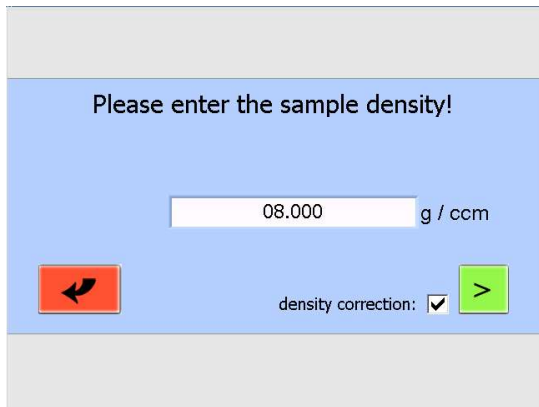 Please enter the sample density!
08.000 g / ccm
density correction:
>